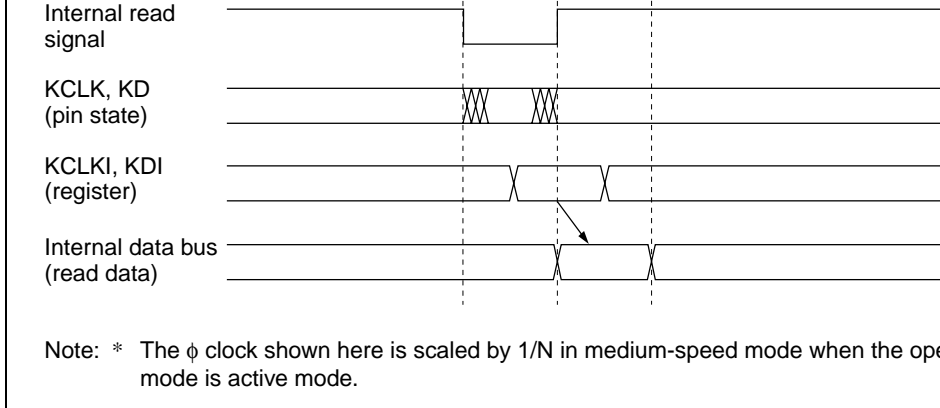 Internal read
signal
KCLK, KD
(pin state)
KCLKI, KDI
(register)
Internal data bus
(read data)
Note: * The ϕ clock shown here is scaled by 1/N in medium-speed mode when the ope
mode is active mode.